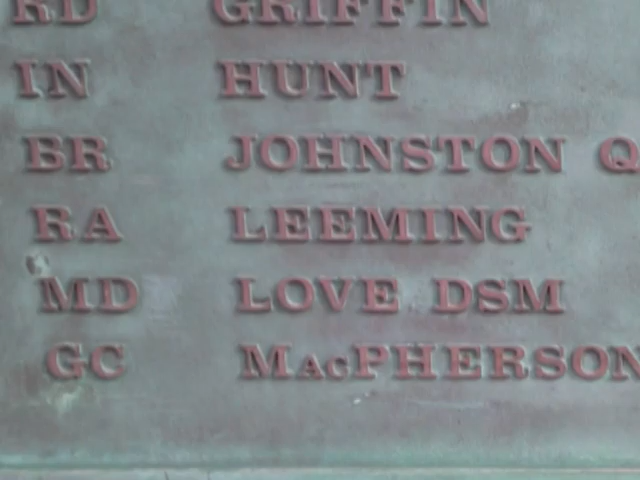 RD GRIFFIN
IN HUNT
BR JOHNSTON Q
RA LEEMING
MD LOVE DSM
GC MacPHERSON